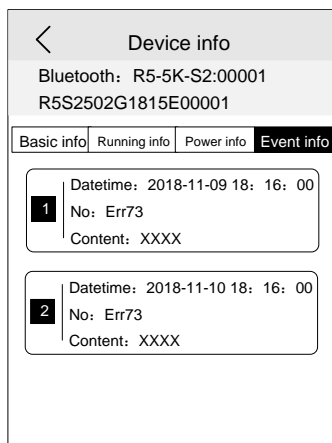 Device info
Bluetooth：R5-5K-S2:00001
R5S2502G1815E00001
Basic info Running info Power info Event info
1
Datetime：2018-11-09 18：16：00
No：Err73
Content：XXXX
2
Datetime：2018-11-10 18：16：00
No：Err73
Content：XXXX